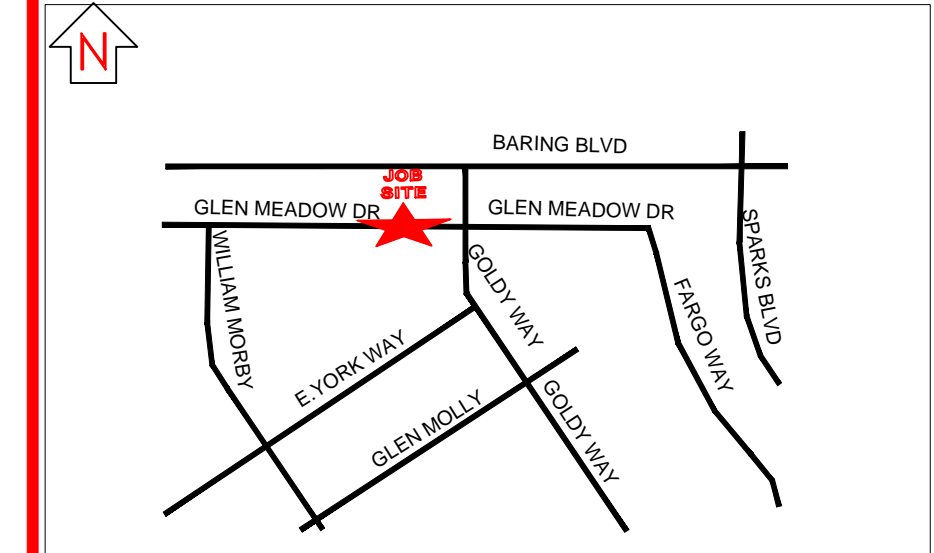 N
BARING BLVD
JOB
SITE
GLEN MEADOW DR
GLEN MEADOW DR
SPARKS BLVD
WILLIAM MORBY
GOLDY WAY
FARGO WAY
E.YORK WAY
GLEN MOLLY
GOLDY WAY